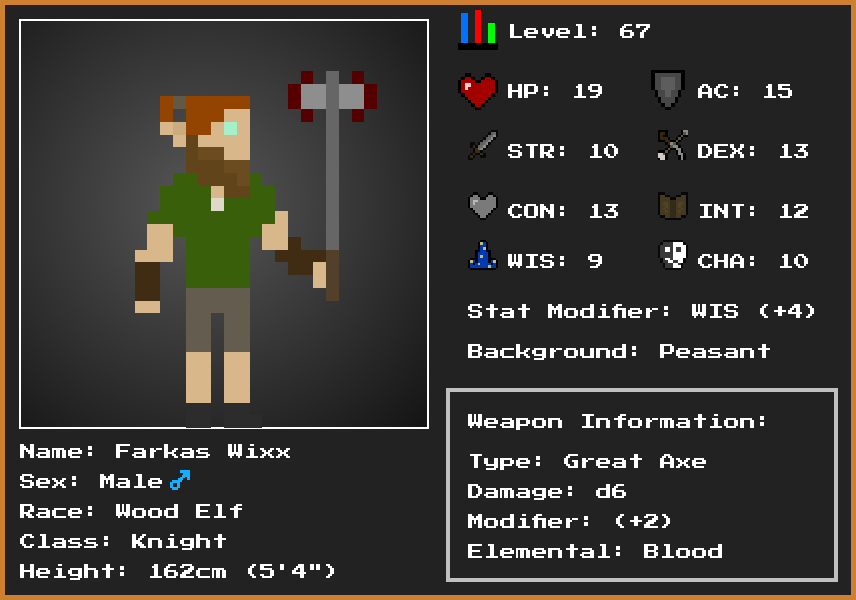 Level: 67
HP: 19 AC: 15
STR: 10 DEX: 13
CON: 13 INT: 12
WIS: 9 CHA: 10
Stat Modifier: WIS (+4)
Background: Peasant
Weapon Information:
Type: Great Axe
Damage: d6
Modifier: (+2)
Elemental: Blood
Name: Farkas Wixx
Sex: Male ♂
Race: Wood Elf
Class: Knight
Height: 162cm (5'4")